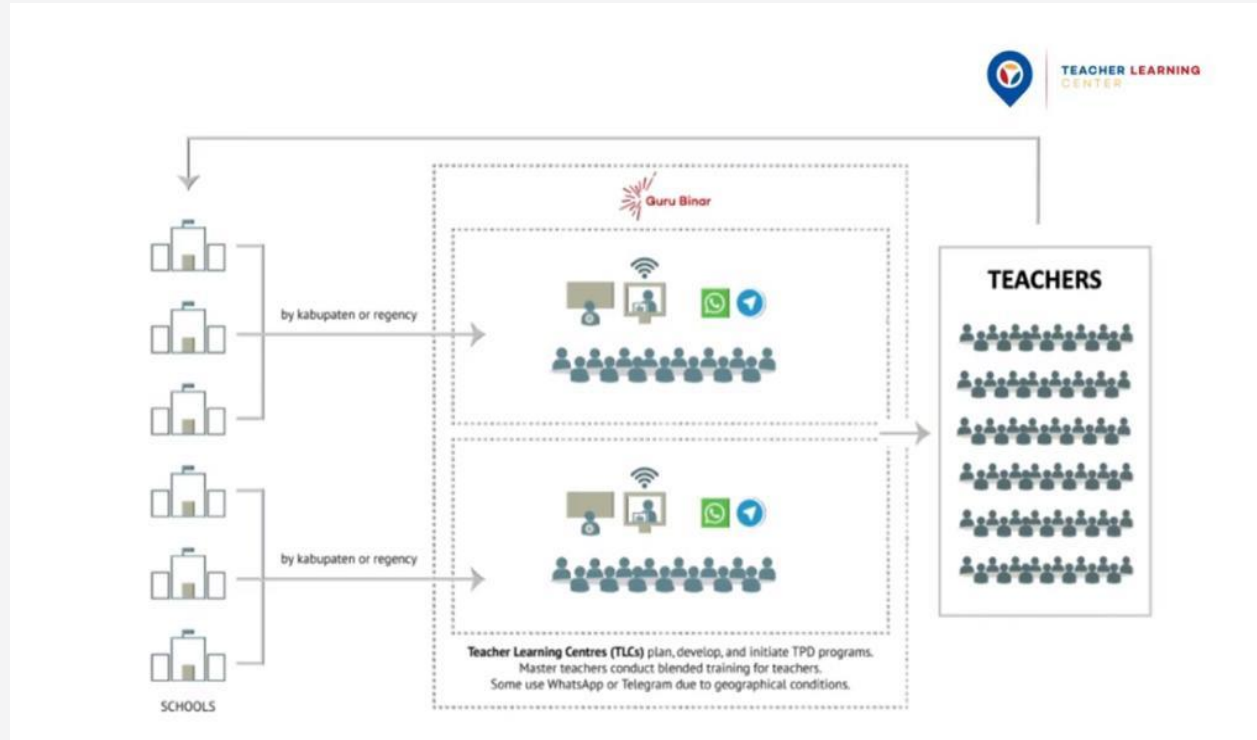 TEACHER LEARNING
CENTER
Guru Binar
TEACHERS
by kabupaten or regency
by kabupaten or regency
Teacher Learning Centres (TLCs) plan, develop, and initiate TPD programs.
Master teachers conduct blended training for teachers.
Some use WhatsApp or Telegram due to geographical conditions.
SCHOOLS